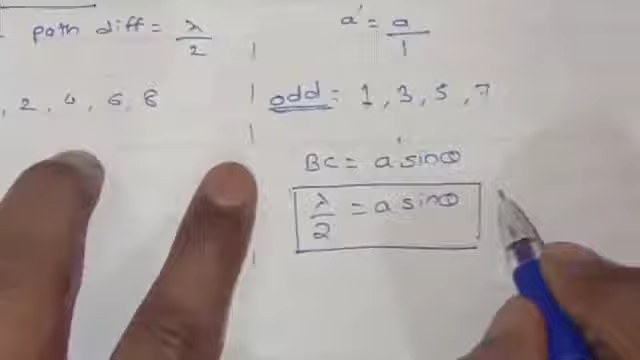 path diff = λ/2
, 2, 4, 6, 8
a' = a/1
odd = 1, 3, 5, 7
BC = a' sinθ
λ/2 = a sinθ